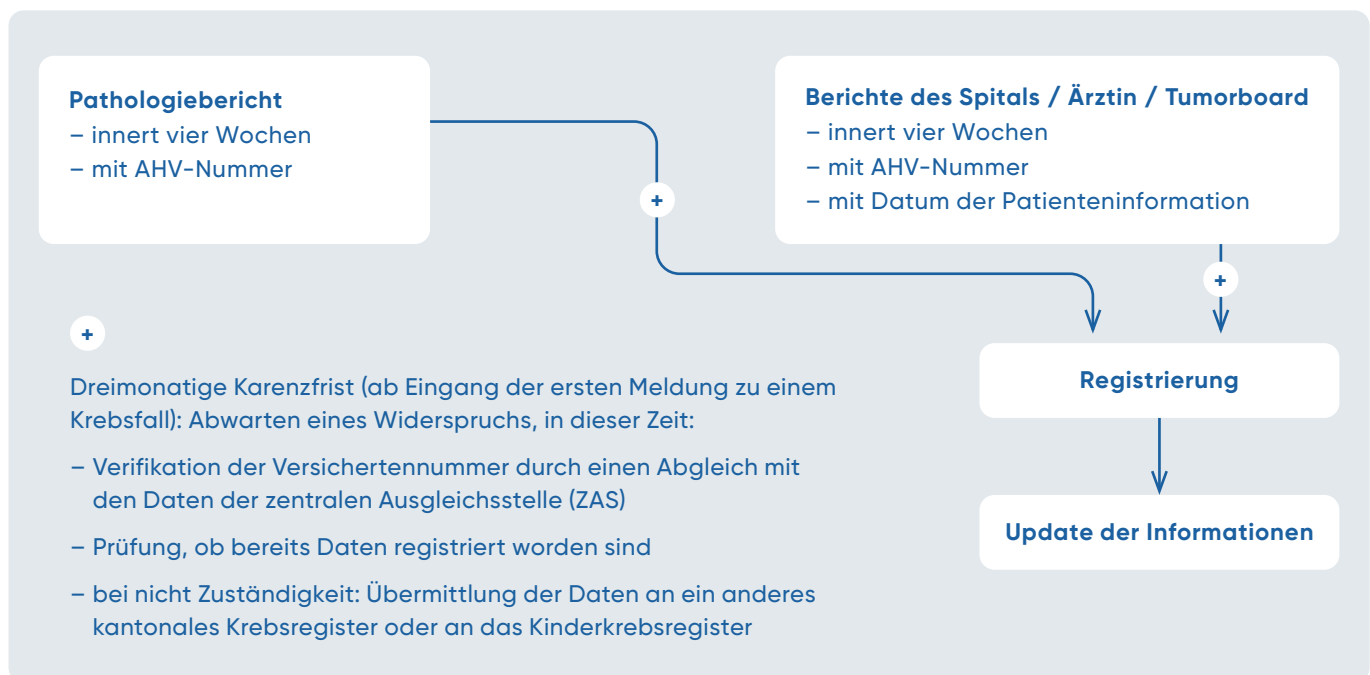 Pathologiebericht
– innert vier Wochen
– mit AHV-Nummer
Berichte des Spitals / Ärztin / Tumorboard
– innert vier Wochen
– mit AHV-Nummer
– mit Datum der Patienteninformation
+
+
+
Dreimonatige Karenzfrist (ab Eingang der ersten Meldung zu einem
Krebsfall): Abwarten eines Widerspruchs, in dieser Zeit:
– Verifikation der Versichertennummer durch einen Abgleich mit
den Daten der zentralen Ausgleichsstelle (ZAS)
– Prüfung, ob bereits Daten registriert worden sind
– bei nicht Zuständigkeit: Übermittlung der Daten an ein anderes
kantonales Krebsregister oder an das Kinderkrebsregister
Registrierung
Update der Informationen